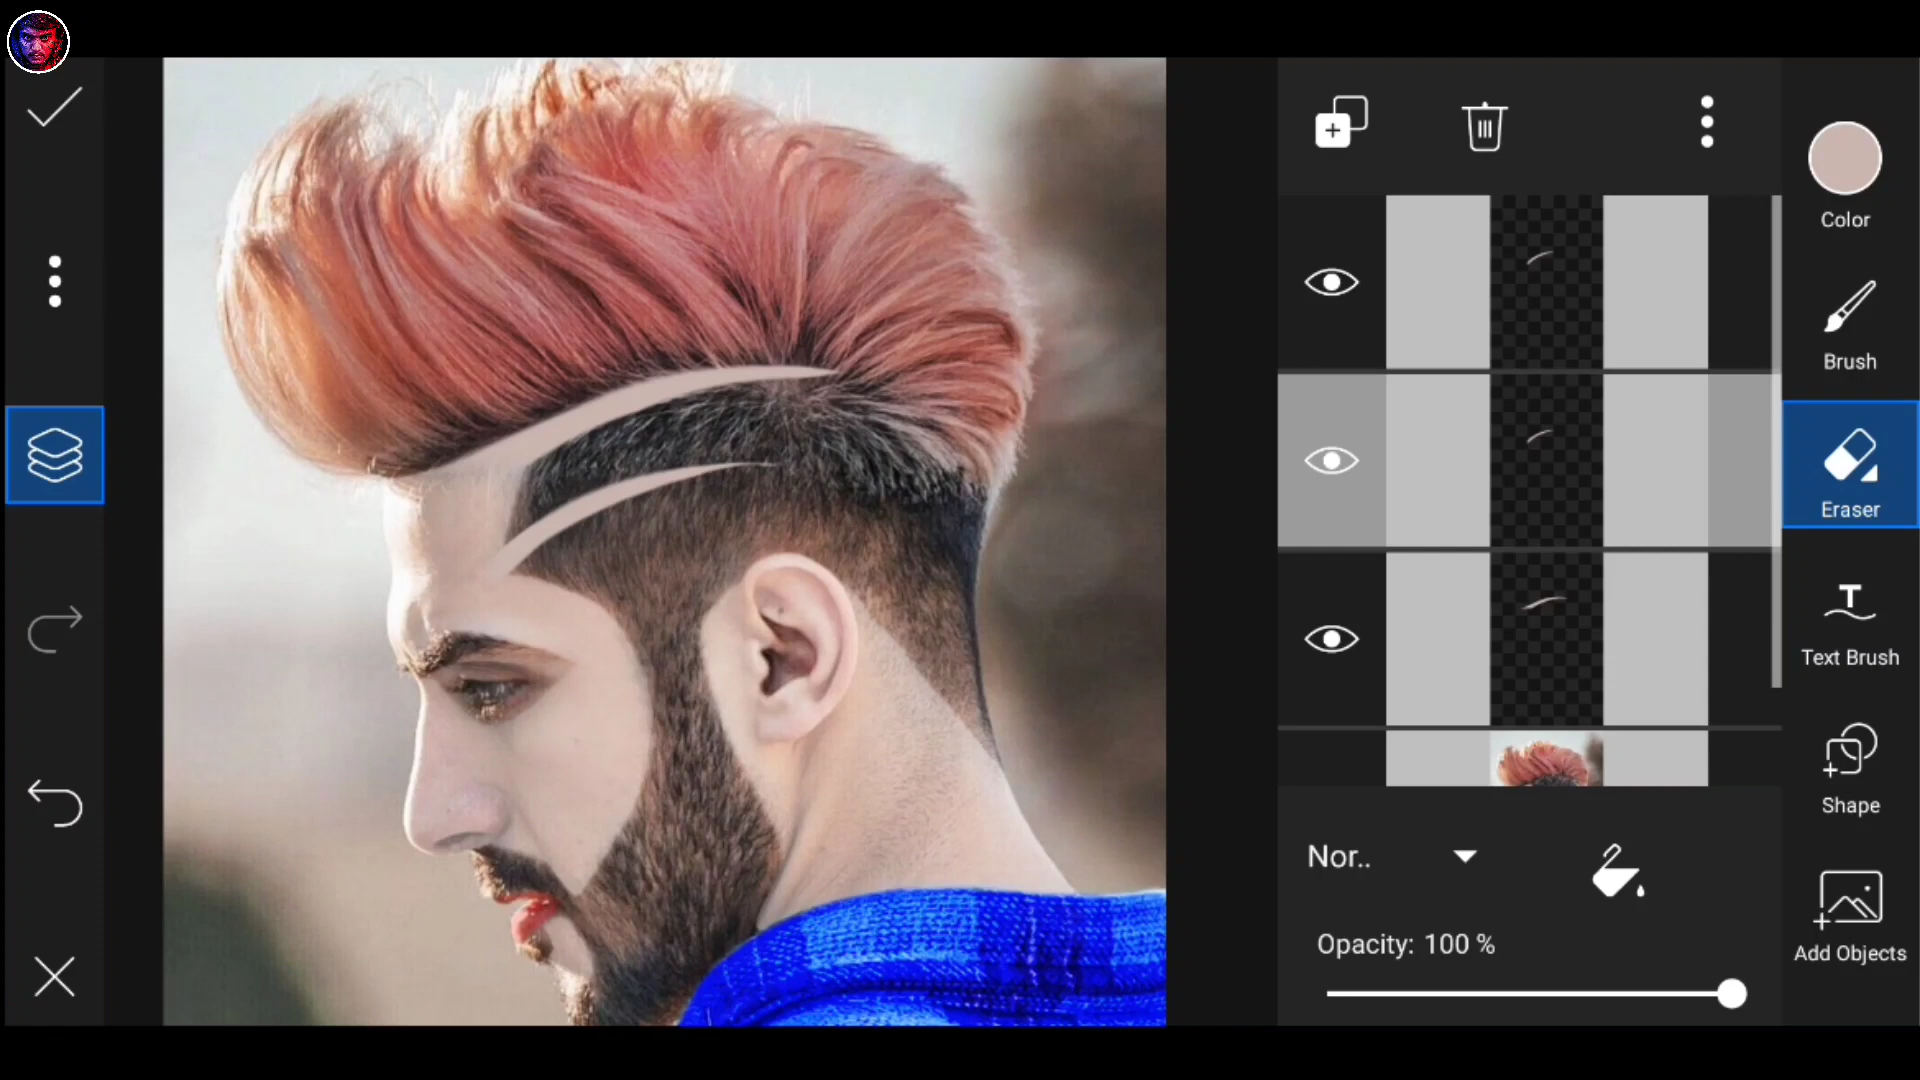 Color
Brush
Eraser
Text Brush
Shape
Add Objects
Nor..
Opacity: 100 %